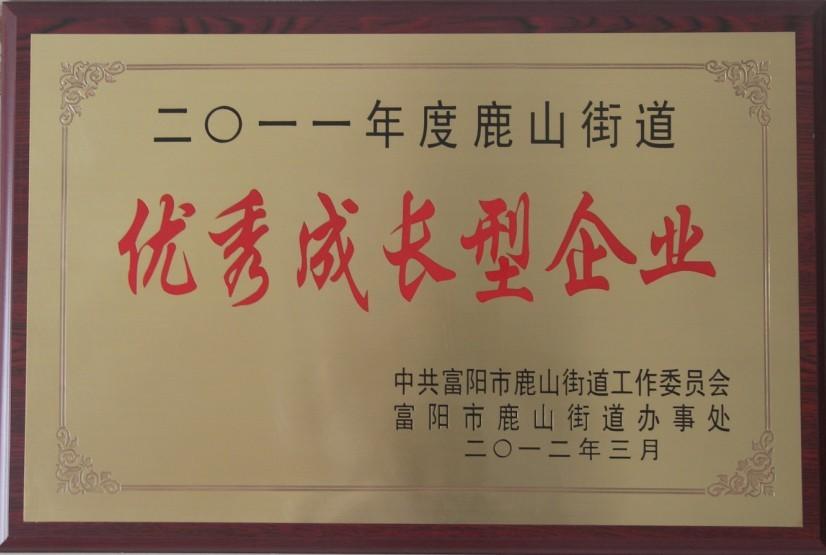 二〇一一年度鹿山街道
优秀成长型企业
中共富阳市鹿山街道工作委员会
富阳市鹿山街道办事处
二〇一二年三月